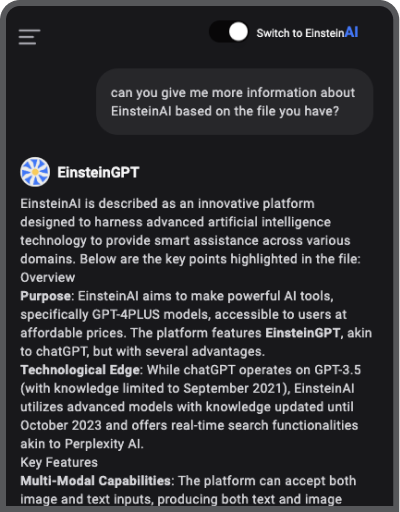 Switch to EinsteinAI
can you give me more information about
EinsteinAI based on the file you have?
EinsteinGPT
EinsteinAI is described as an innovative platform
designed to harness advanced artificial intelligence
technology to provide smart assistance across various
domains. Below are the key points highlighted in the file:
Overview
Purpose: EinsteinAI aims to make powerful AI tools,
specifically GPT-4PLUS models, accessible to users at
affordable prices. The platform features EinsteinGPT, akin
to chatGPT, but with several advantages.
Technological Edge: While chatGPT operates on GPT-3.5
(with knowledge limited to September 2021), EinsteinAI
utilizes advanced models with knowledge updated until
October 2023 and offers real-time search functionalities
akin to Perplexity AI.
Key Features
Multi-Modal Capabilities: The platform can accept both
image and text inputs, producing both text and image